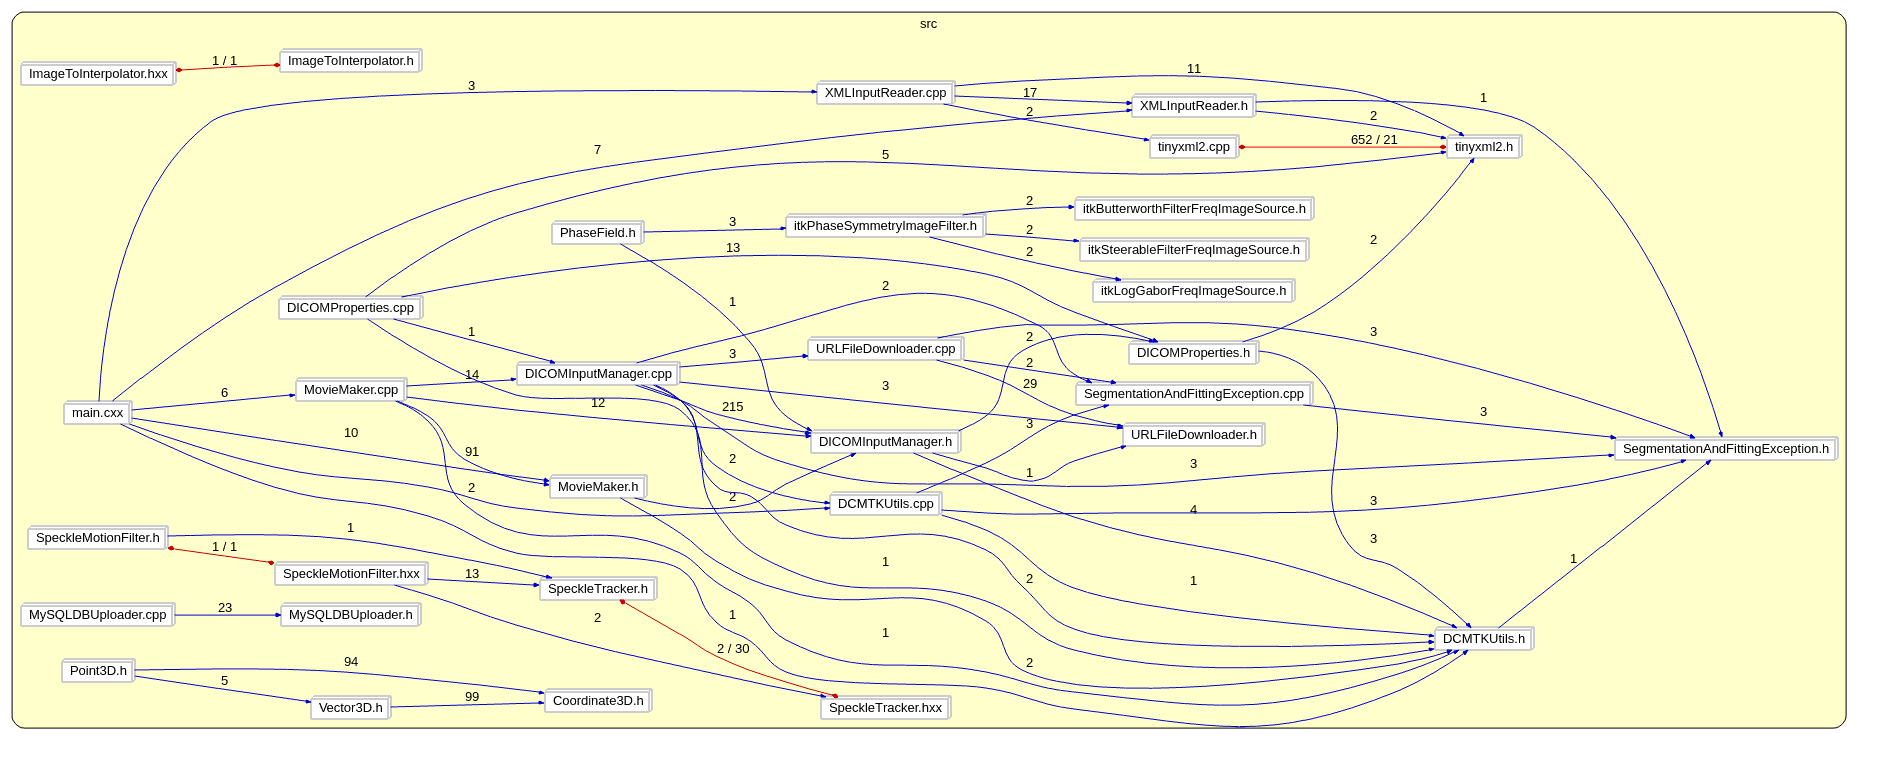 src
ImageToInterpolator.hxx
1 / 1
ImageToInterpolator.h
3
XMLInputReader.cpp
11
17
2
XMLInputReader.h
1
2
tinyxml2.cpp
652 / 21
tinyxml2.h
7
5
PhaseField.h
3
itkPhaseSymmetryImageFilter.h
2
itkButterworthFilterFreqImageSource.h
2
itkSteerableFilterFreqImageSource.h
2
itkLogGaborFreqImageSource.h
13
2
DICOMProperties.cpp
1
2
1
URLFileDownloader.cpp
3
2
DICOMProperties.h
DICOMInputManager.cpp
3
2
29
14
MovieMaker.cpp
6
3
SegmentationAndFittingException.cpp
main.cxx
12
215
3
3
10
DICOMInputManager.h
URLFileDownloader.h
SegmentationAndFittingException.h
91
2
1
3
MovieMaker.h
2
2
DCMTKUtils.cpp
3
4
SpeckleMotionFilter.h
1
1 / 1
3
1
SpeckleMotionFilter.hxx
13
SpeckleTracker.h
1
2
1
MySQLDBUploader.cpp
23
MySQLDBUploader.h
2
1
1
DCMTKUtils.h
2 / 30
2
Point3D.h
94
5
Vector3D.h
99
Coordinate3D.h
SpeckleTracker.hxx